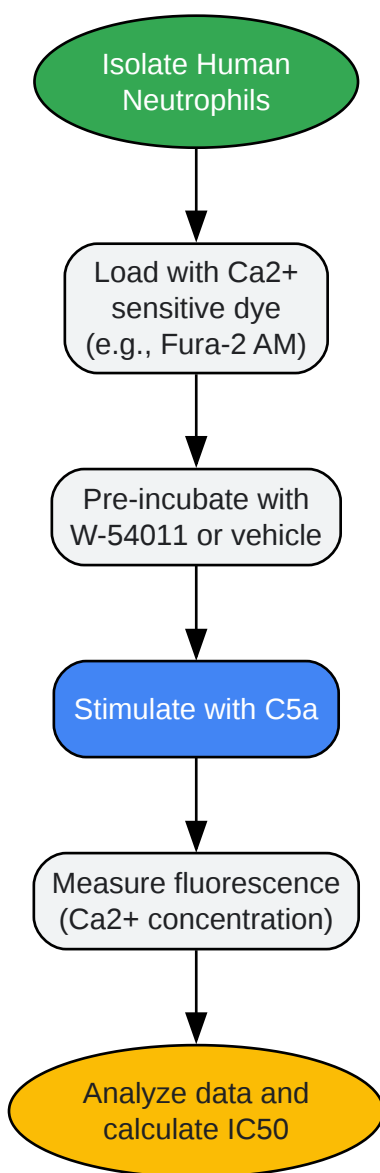 Isolate Human
Neutrophils
Load with Ca2+
sensitive dye
(e.g., Fura-2 AM)
Pre-incubate with
W-54011 or vehicle
Stimulate with C5a
Measure fluorescence
(Ca2+ concentration)
Analyze data and
calculate IC50